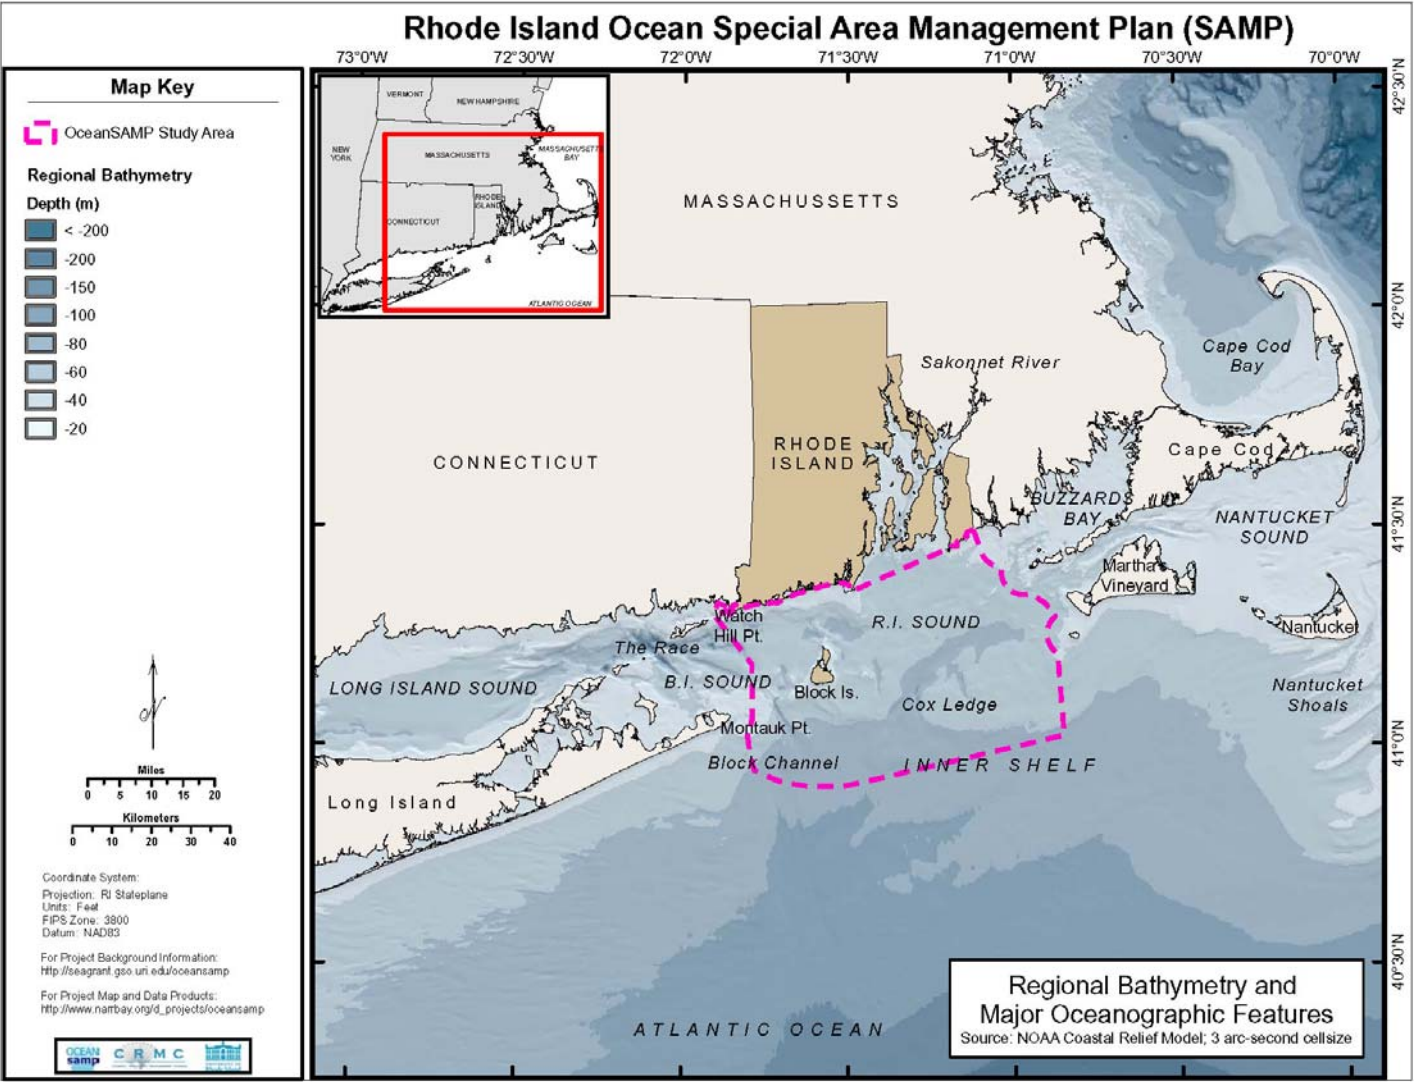 Rhode Island Ocean Special Area Management Plan (SAMP)
73°0'W
72°30'W
72°0'W
71°30'W
71°0'W
70°30'W
70°0'W
Map Key
OceanSAMP Study Area
Regional Bathymetry
Depth (m)
< -200
-200
-150
-100
-80
-60
-40
-20
Miles
0 5 10 15 20
Kilometers
0 10 20 30 40
Coordinate System:
Projection: RI Stateplane
Units: Feet
FIPS Zone: 3800
Datum: NAD83
For Project Background Information:
http://seagrant.gso.uri.edu/oceansamp
For Project Map and Data Products:
http://www.narrbay.org/d_projects/oceansamp
OCEAN
samp
CRMC
VERMONT
NEW HAMPSHIRE
NEW
YORK
MASSACHUSETTS
MASSACHUSETTS
BAY
CONNECTICUT
RHODE
ISLAND
ATLANTIC OCEAN
MASSACHUSETTS
Sakonnet River
Cape Cod
Bay
CONNECTICUT
RHODE
ISLAND
Cape Cod
BUZZARDS
BAY
NANTUCKET
SOUND
Martha's
Vineyard
Watch
Hill Pt.
R.I. SOUND
Nantucket
The Race
B.I. SOUND
LONG ISLAND SOUND
Block Is.
Cox Ledge
Nantucket
Shoals
Montauk Pt.
Block Channel
INNER SHELF
Long Island
ATLANTIC OCEAN
42°30'N
42°0'N
41°30'N
41°0'N
40°30'N
Regional Bathymetry and
Major Oceanographic Features
Source: NOAA Coastal Relief Model; 3 arc-second cellsize